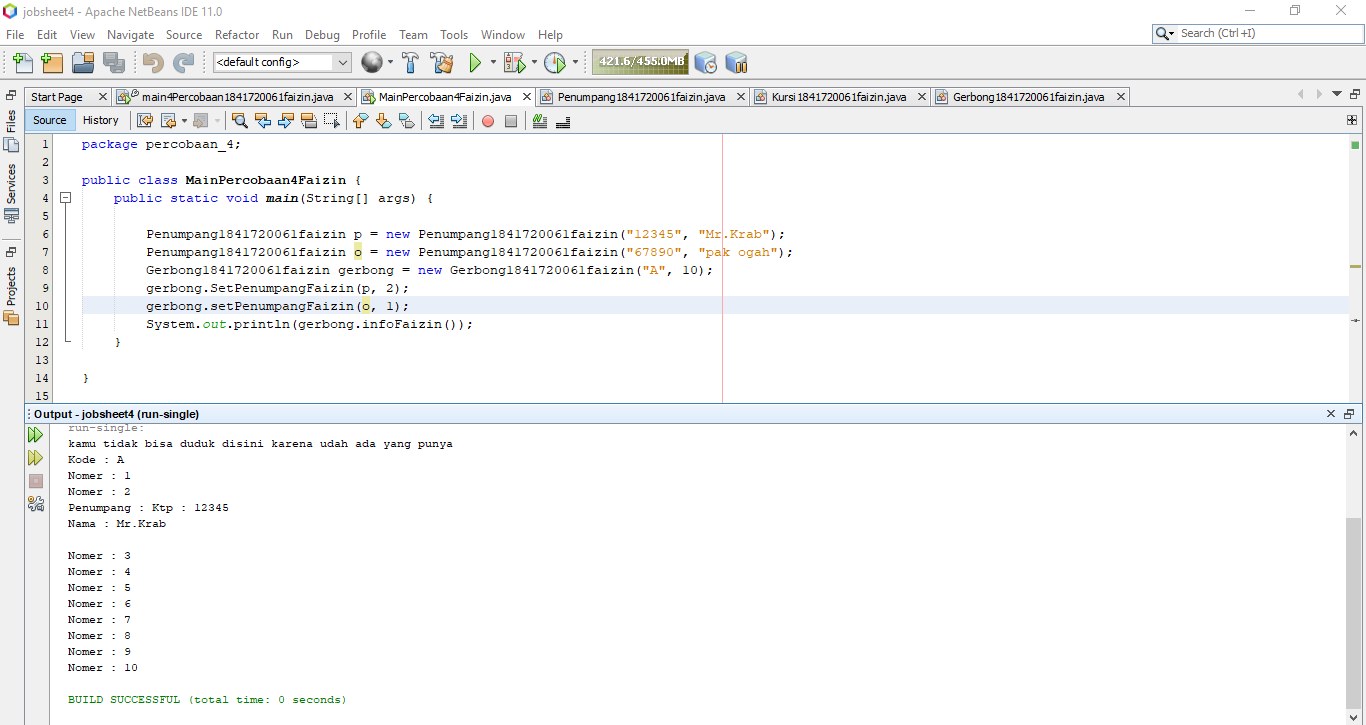 jobsheet4 - Apache NetBeans IDE 11.0
File Edit View Navigate Source Refactor Run Debug Profile Team Tools Window Help
Search (Ctrl+I)
<default config>
421.6/455.0MB
Start Page
main4Percobaan1841720061faizin.java
MainPercobaan4Faizin.java
Penumpang1841720061faizin.java
Kursi1841720061faizin.java
Gerbong1841720061faizin.java
Files
Services
Projects
Source History
1 package percobaan_4;
2
3 public class MainPercobaan4Faizin {
4 public static void main(String[] args) {
5
6 Penumpang1841720061faizin p = new Penumpang1841720061faizin("12345", "Mr.Krab");
7 Penumpang1841720061faizin o = new Penumpang1841720061faizin("67890", "pak ogah");
8 Gerbong1841720061faizin gerbong = new Gerbong1841720061faizin("A", 10);
9 gerbong.SetPenumpangFaizin(p, 2);
10 gerbong.setPenumpangFaizin(o, 1);
11 System.out.println(gerbong.infoFaizin());
12 }
13
14 }
15
Output - jobsheet4 (run-single)
run-single:
kamu tidak bisa duduk disini karena udah ada yang punya
Kode : A
Nomer : 1
Nomer : 2
Penumpang : Ktp : 12345
Nama : Mr.Krab
Nomer : 3
Nomer : 4
Nomer : 5
Nomer : 6
Nomer : 7
Nomer : 8
Nomer : 9
Nomer : 10
BUILD SUCCESSFUL (total time: 0 seconds)